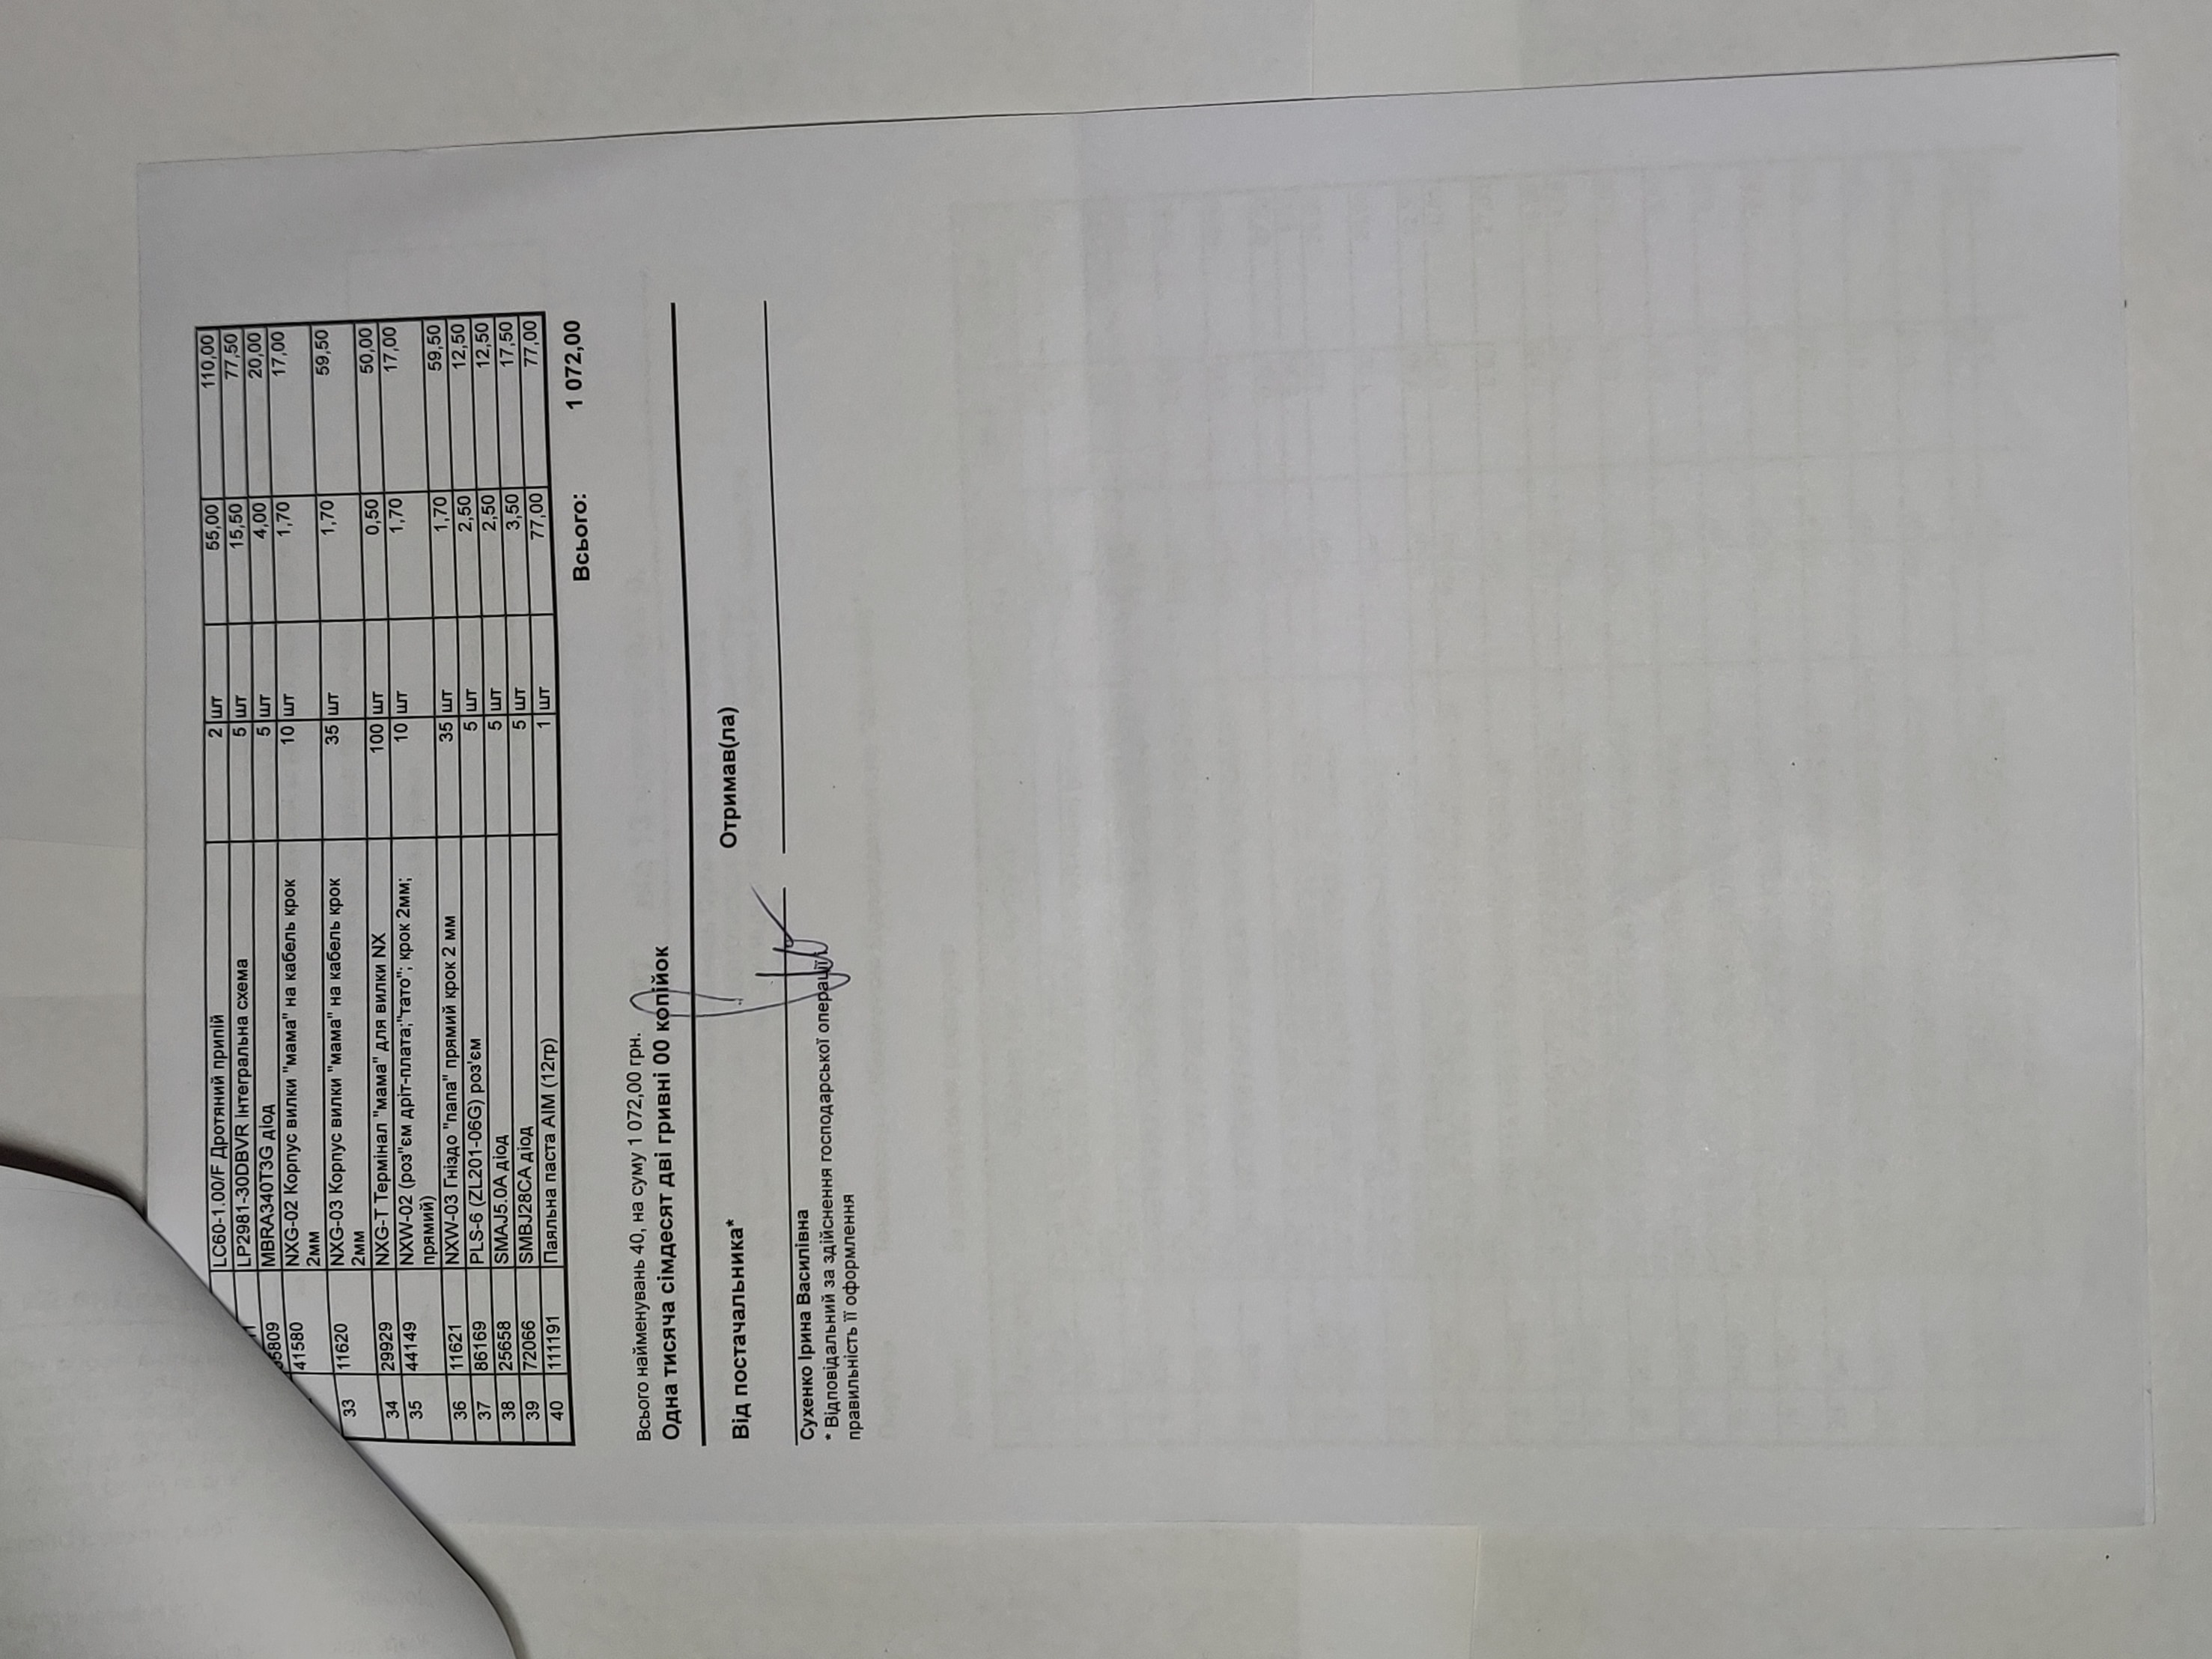 LC60-1.00/F Дротяний припій 2 шт 55,00 110,00
LP2981-30DBVR Інтегральна схема 5 шт 15,50 77,50
MBRA340T3G діод 5 шт 4,00 20,00
41580 NXG-02 Корпус вилки "мама" на кабель крок 10 шт 1,70 17,00
2мм
33 11620 NXG-03 Корпус вилки "мама" на кабель крок 35 шт 1,70 59,50
2мм
34 29929 NXG-T Термінал "мама" для вилки NX 100 шт 0,50 50,00
35 44149 NXW-02 (роз"єм дріт-плата;"тато"; крок 2мм; 10 шт 1,70 17,00
прямий)
36 11621 NXW-03 Гніздо "папа" прямий крок 2 мм 35 шт 1,70 59,50
37 86169 PLS-6 (ZL201-06G) роз'єм 5 шт 2,50 12,50
38 25658 SMAJ5.0A діод 5 шт 2,50 12,50
39 72066 SMBJ28CA діод 5 шт 3,50 17,50
40 111191 Паяльна паста AIM (12гр) 1 шт 77,00 77,00
Всього: 1 072,00
Всього найменувань 40, на суму 1 072,00 грн.
Одна тисяча сімдесят дві гривні 00 копійок
Від постачальника* Отримав(ла)
Сухенко Ірина Василівна
* Відповідальний за здійснення господарської операції і
правильність її оформлення